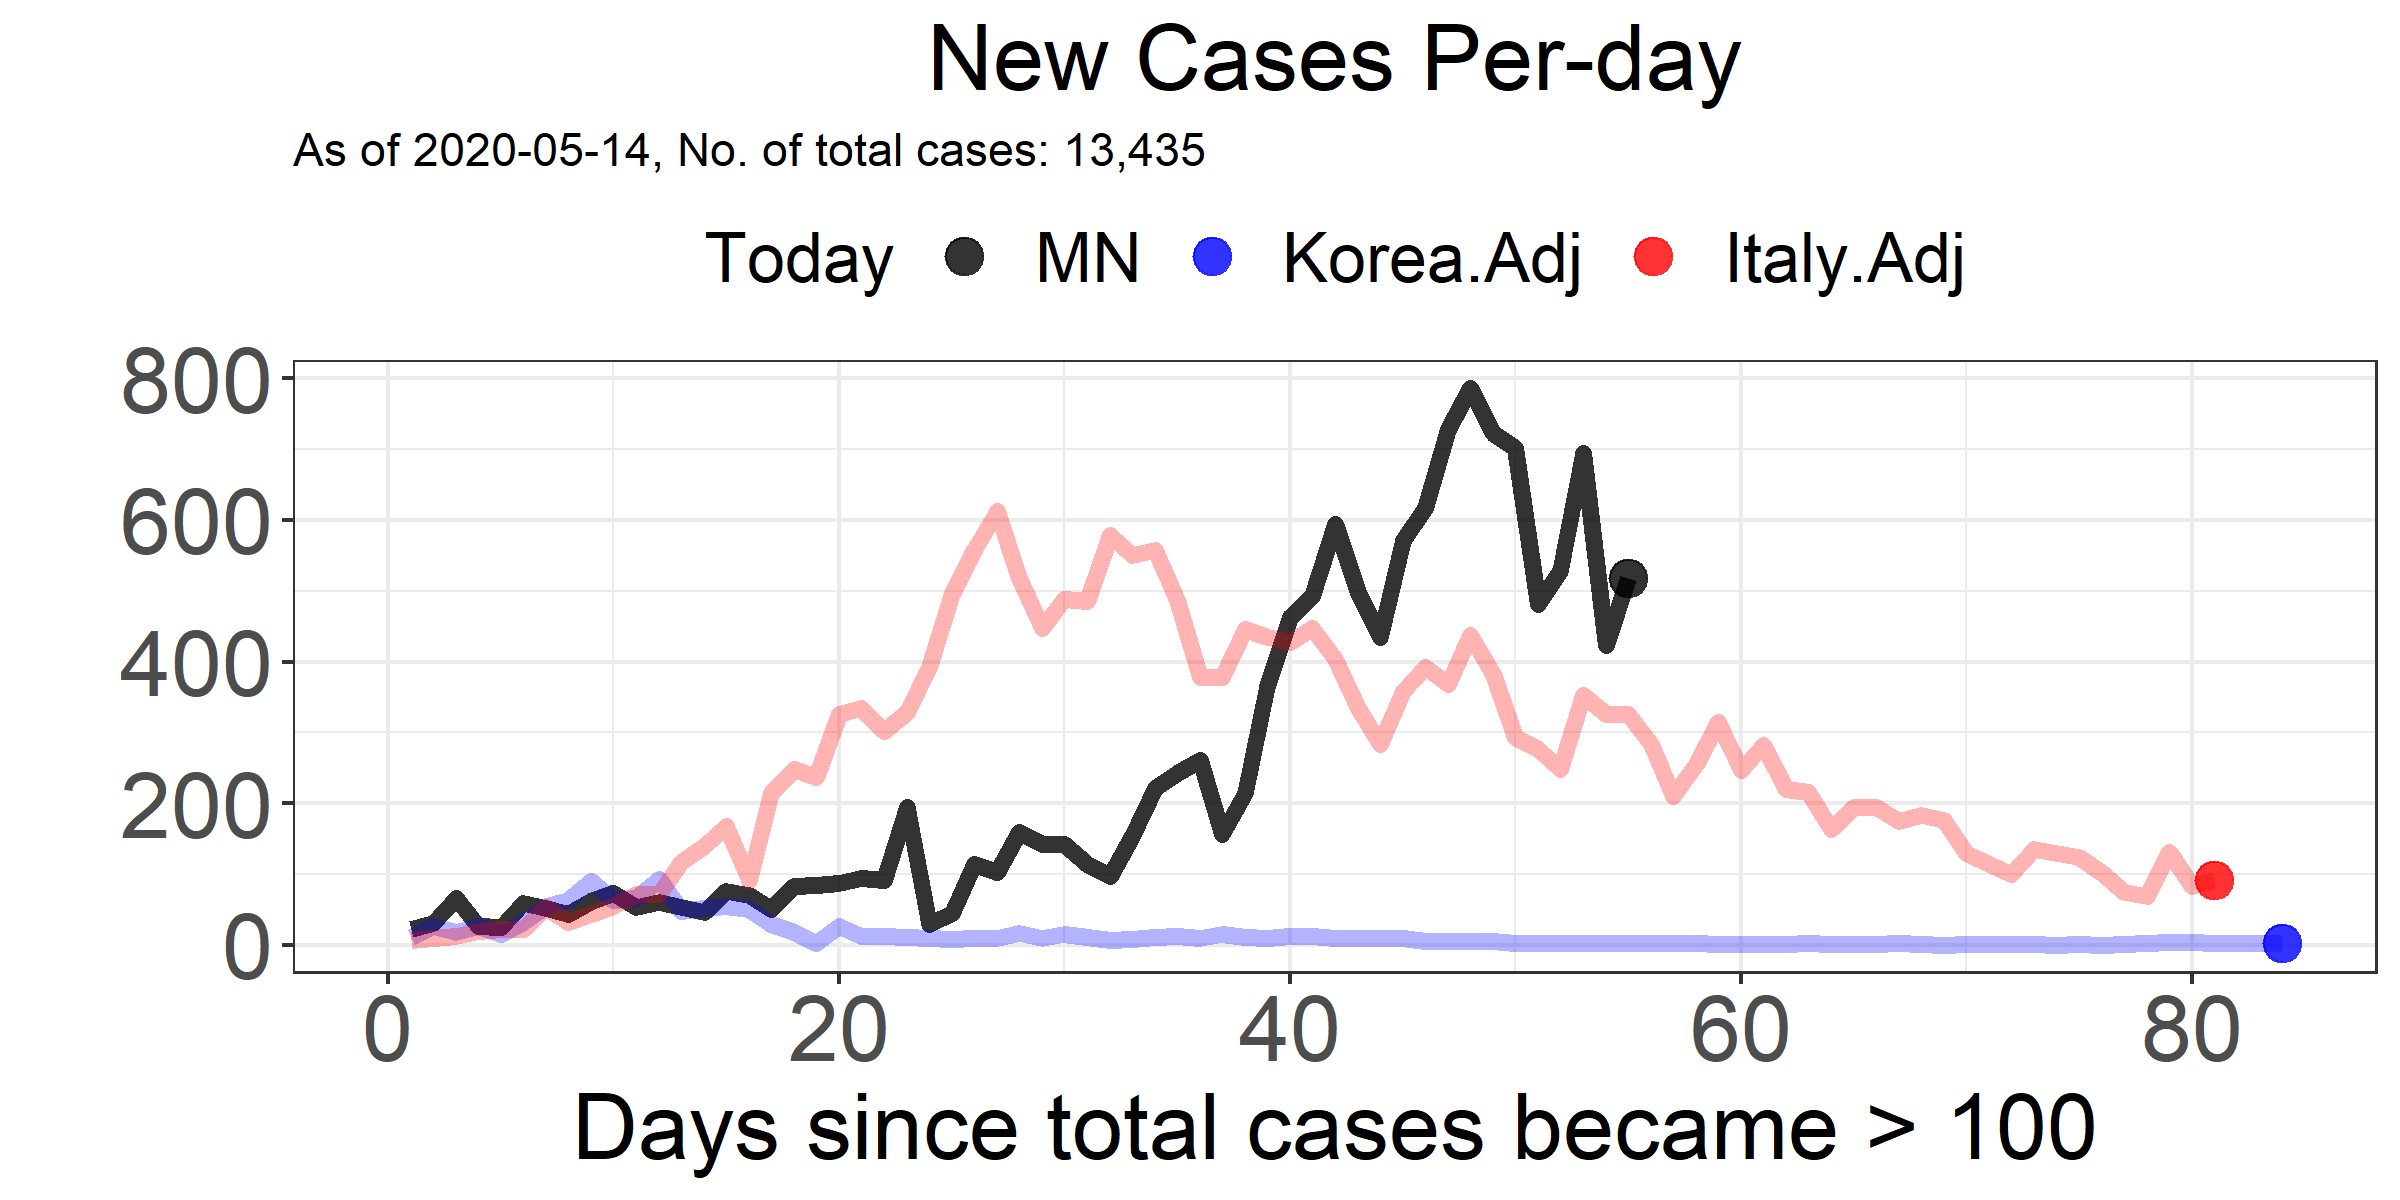 New Cases Per-day
As of 2020-05-14, No. of total cases: 13,435
Today MN Korea.Adj Italy.Adj
800
600
400
200
0
0 20 40 60 80
Days since total cases became > 100